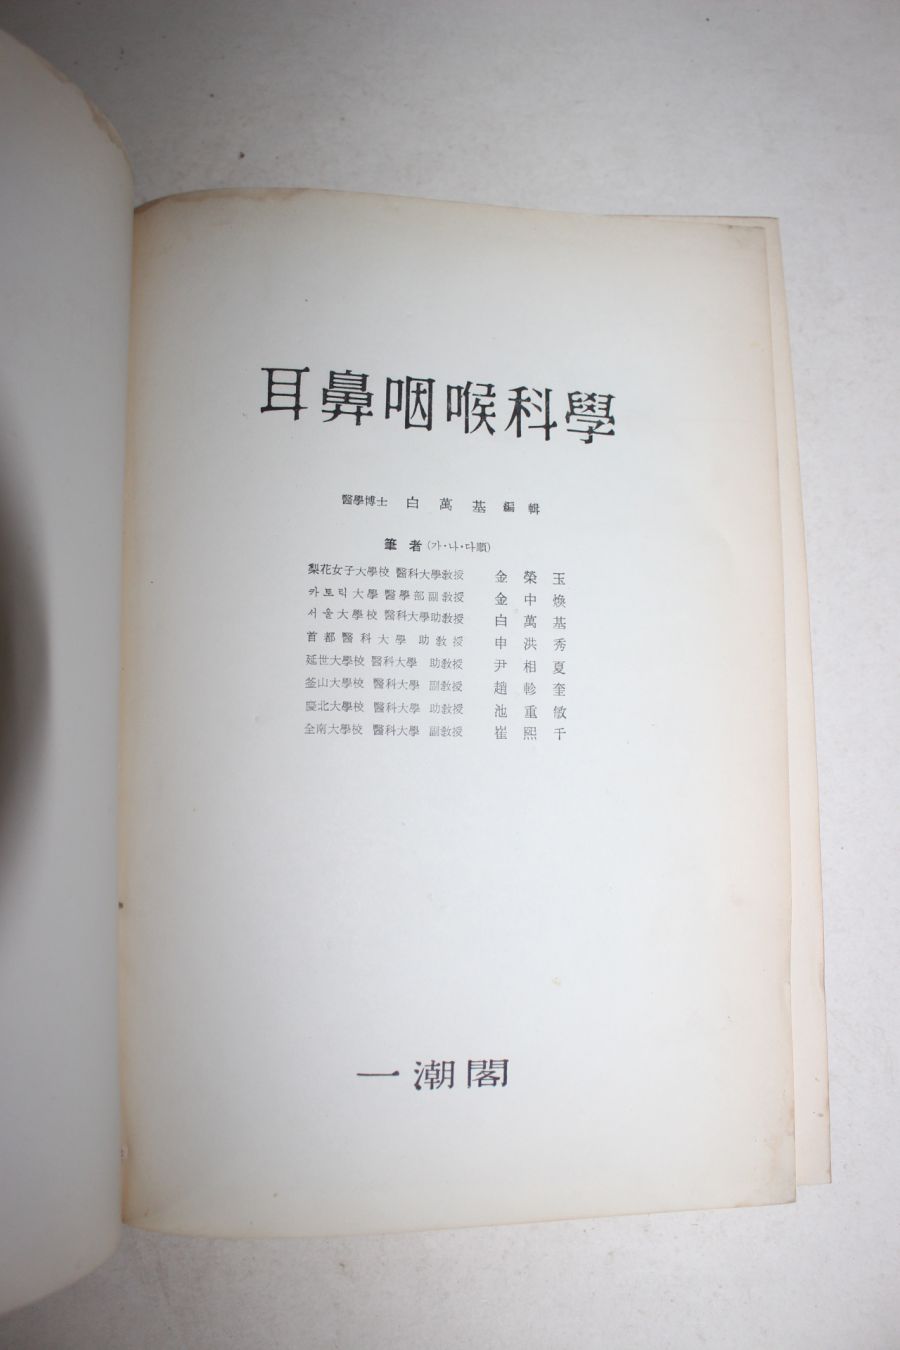 耳鼻咽喉科學
醫學博士 白萬基 編輯
筆者 (가·나·다順)
梨花女子大學校 醫科大學敎授 金榮玉
카토릭大學 醫學部副敎授 金中煥
서울大學校 醫科大學助敎授 白萬基
首都醫科大學 助敎授 申洪秀
延世大學校 醫科大學 助敎授 尹相夏
釜山大學校 醫科大學 副敎授 趙軫奎
慶北大學校 醫科大學 助敎授 池重敏
全南大學校 醫科大學 副敎授 崔熙千
一潮閣